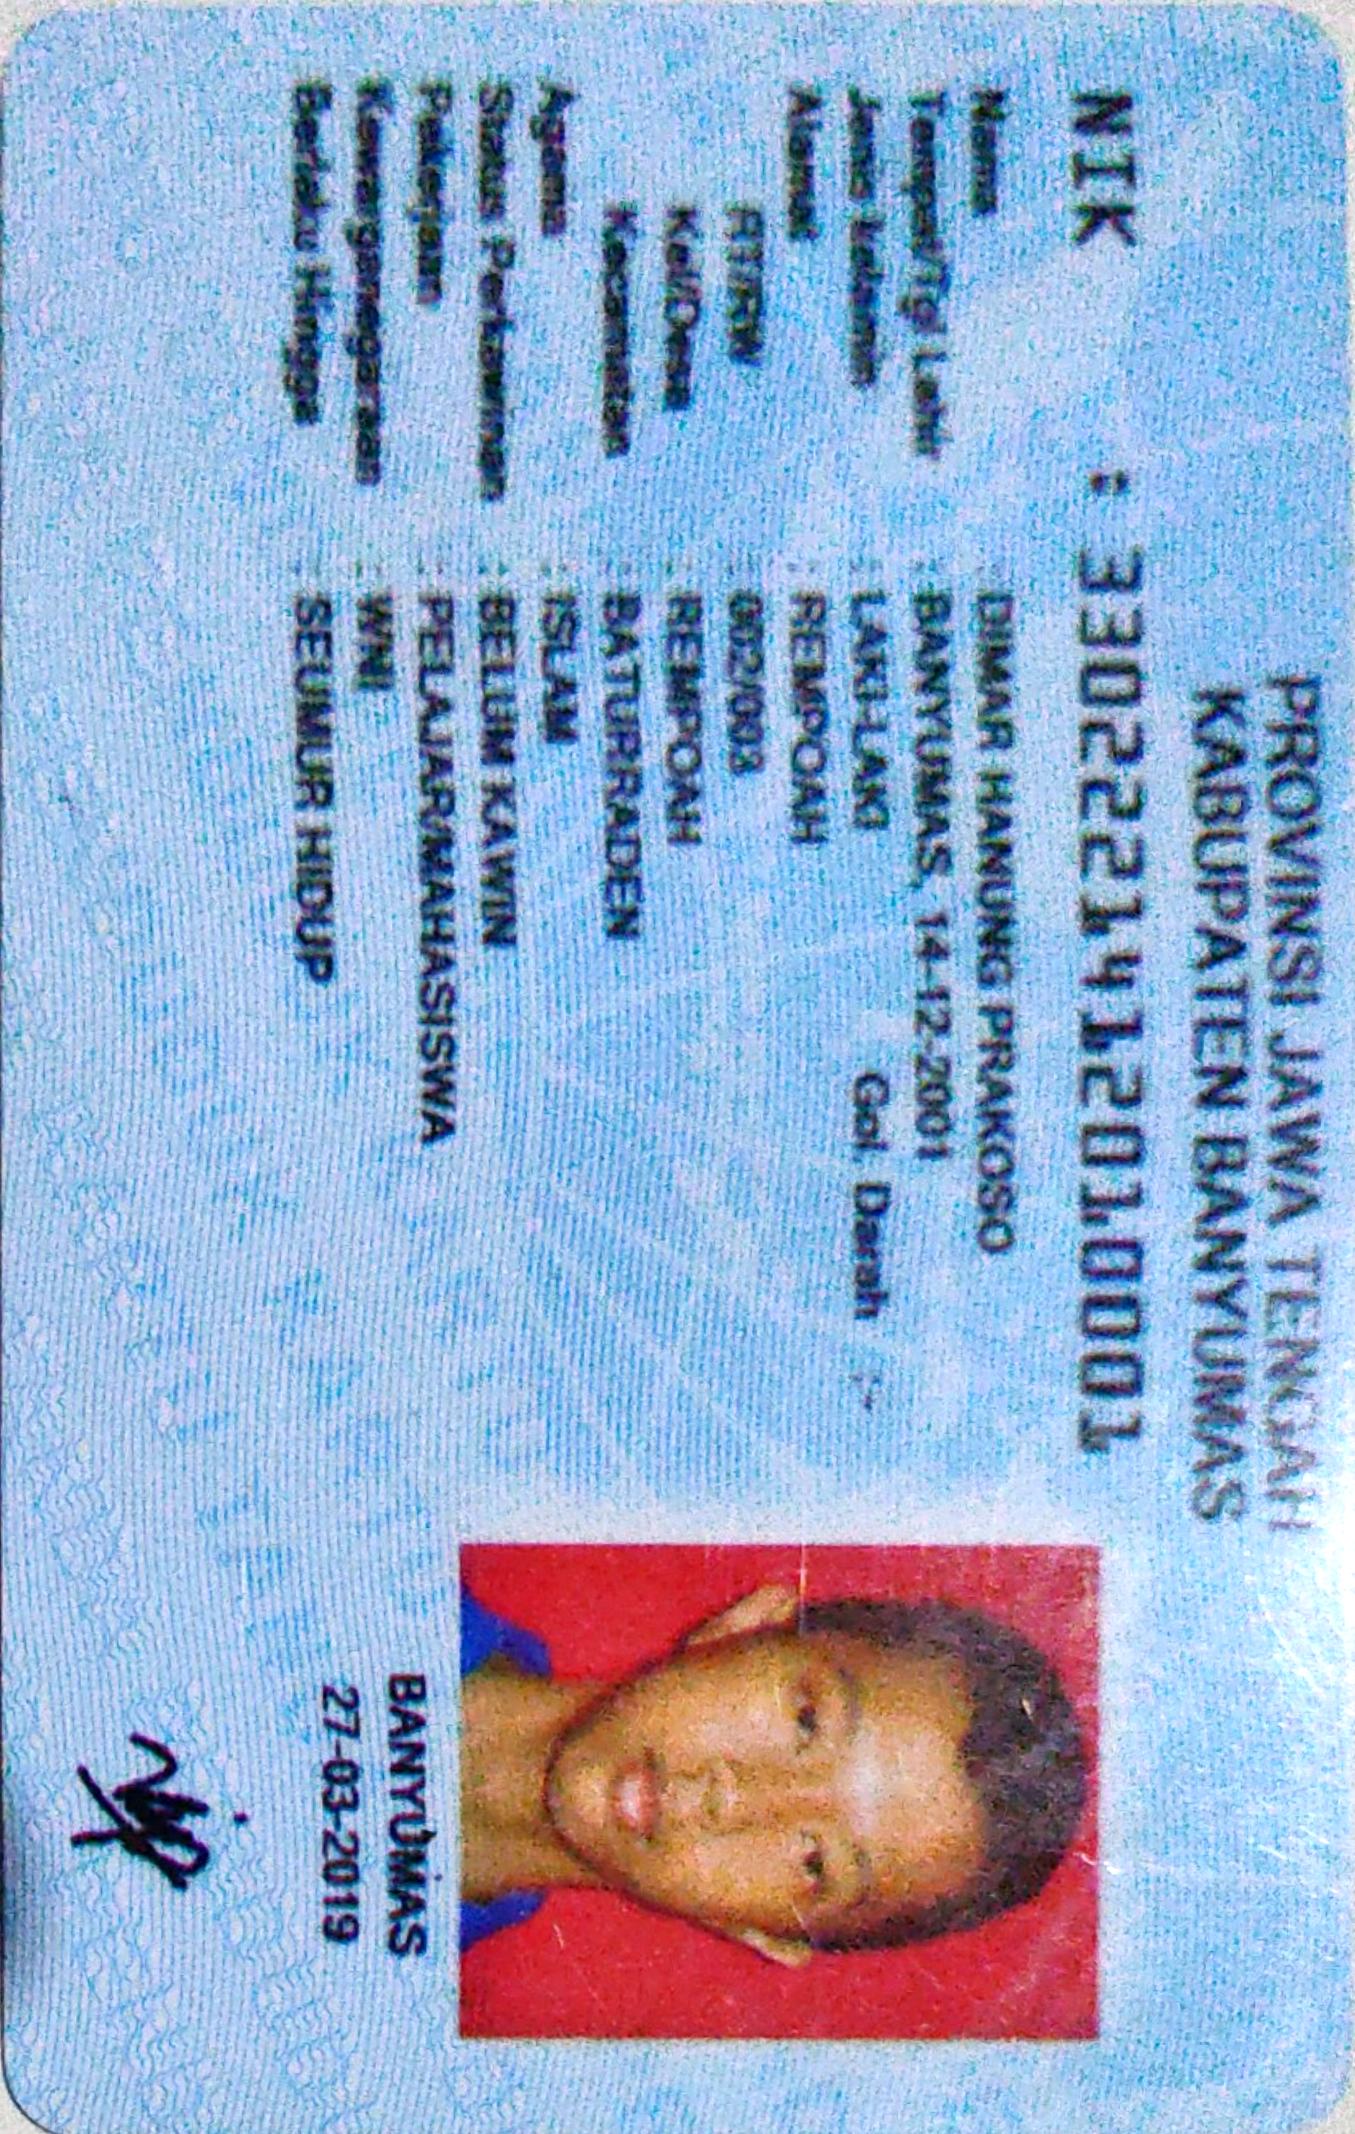 PROVINSI JAWA TENGAH
KABUPATEN BANYUMAS
NIK : 330221412010001
Nama : DIMAR HANUNG PRAKOSO
Tempat/Tgl Lahir : BANYUMAS, 14-12-2001
Jenis kelamin : LAKI-LAKI Gol. Darah : -
Alamat : REMPOAH
RT/RW : 002/003
Kel/Desa : REMPOAH
Kecamatan : BATURRADEN
Agama : ISLAM
Status Perkawinan : BELUM KAWIN
Pekerjaan : PELAJAR/MAHASISWA
Kewarganegaraan : WNI
Berlaku Hingga : SEUMUR HIDUP
BANYUMAS
27-03-2019